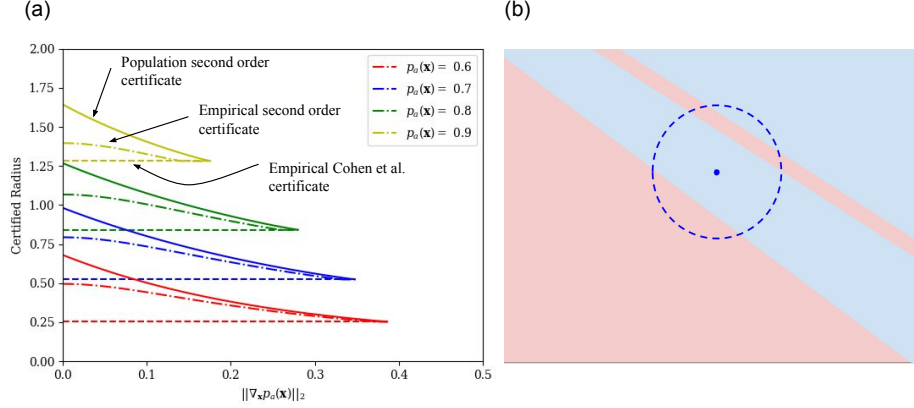 (a)
(b)
2.00
1.75
1.50
1.25
1.00
0.75
0.50
0.25
0.00
Certified Radius
Population second order
certificate
Empirical second order
certificate
Empirical Cohen et al.
certificate
pₐ(x) = 0.6
pₐ(x) = 0.7
pₐ(x) = 0.8
pₐ(x) = 0.9
0.0 0.1 0.2 0.3 0.4 0.5
||∇ₓpₐ(x)||₂